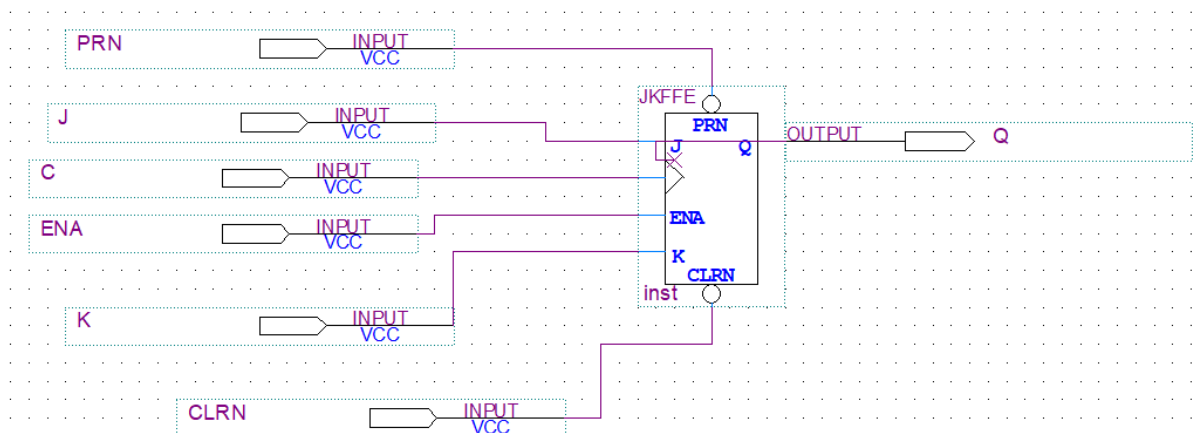 PRN
INPUT
VCC
J
INPUT
VCC
C
INPUT
VCC
ENA
INPUT
VCC
K
INPUT
VCC
CLRN
INPUT
VCC
JKFFE
PRN
J
Q
ENA
K
CLRN
inst
OUTPUT
Q